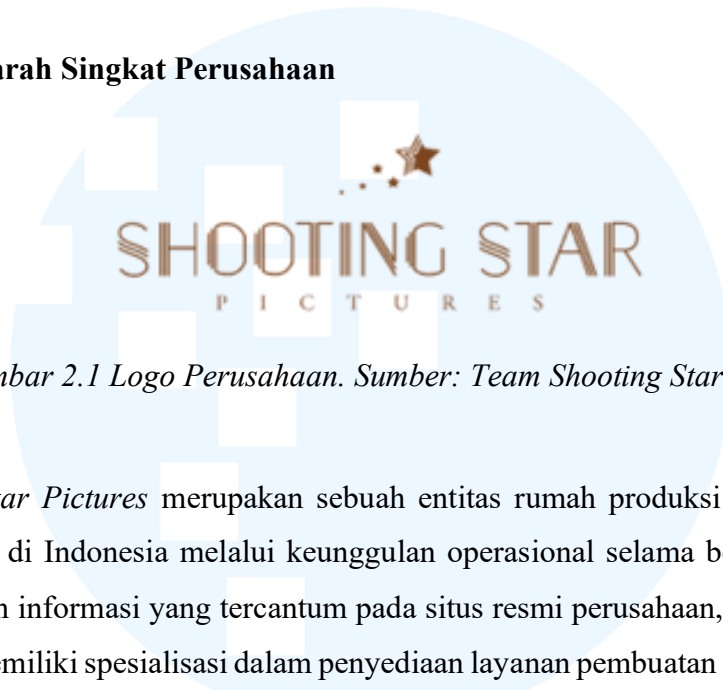 arah Singkat Perusahaan
SHOOTING STAR
PICTURES
mbar 2.1 Logo Perusahaan. Sumber: Team Shooting Star
tar Pictures merupakan sebuah entitas rumah produksi
di Indonesia melalui keunggulan operasional selama be
n informasi yang tercantum pada situs resmi perusahaan,
emiliki spesialisasi dalam penyediaan layanan pembuatan